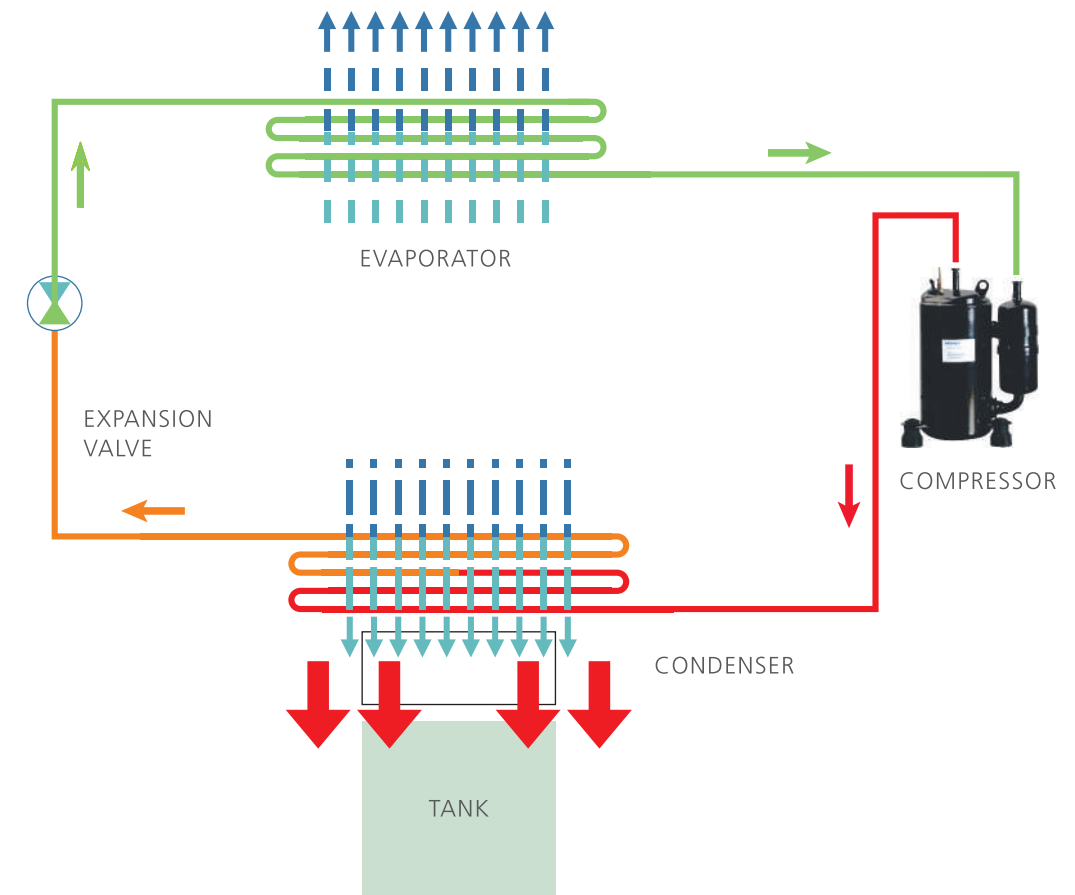 EVAPORATOR
EXPANSION
VALVE
COMPRESSOR
CONDENSER
TANK